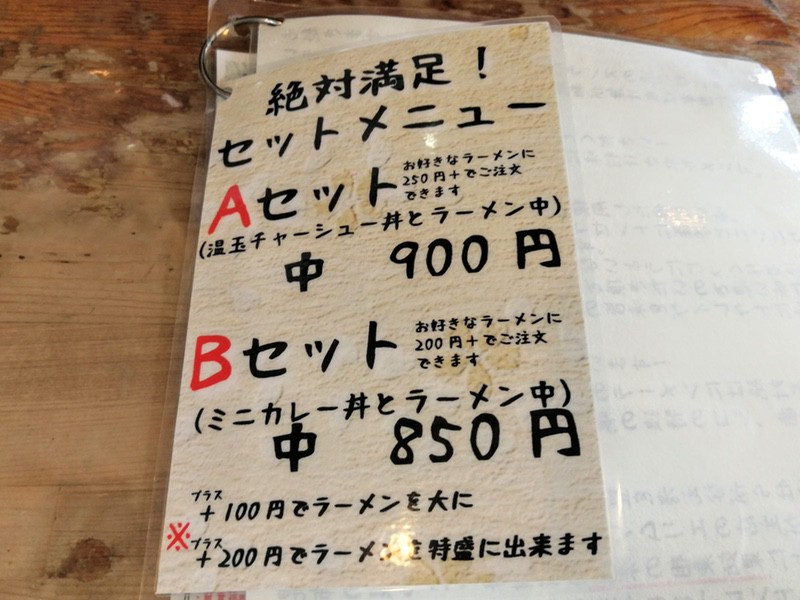 絶対満足！
セットメニュー
Aセット
お好きなラーメンに
250円＋でご注文
できます
(温玉チャーシュー丼とラーメン中)
中 900円
Bセット
お好きなラーメンに
200円＋でご注文
できます
(ミニカレー丼とラーメン中)
中 850円
プラス
＋100円でラーメンを大に
※
プラス
＋200円でラーメンを特盛に出来ます